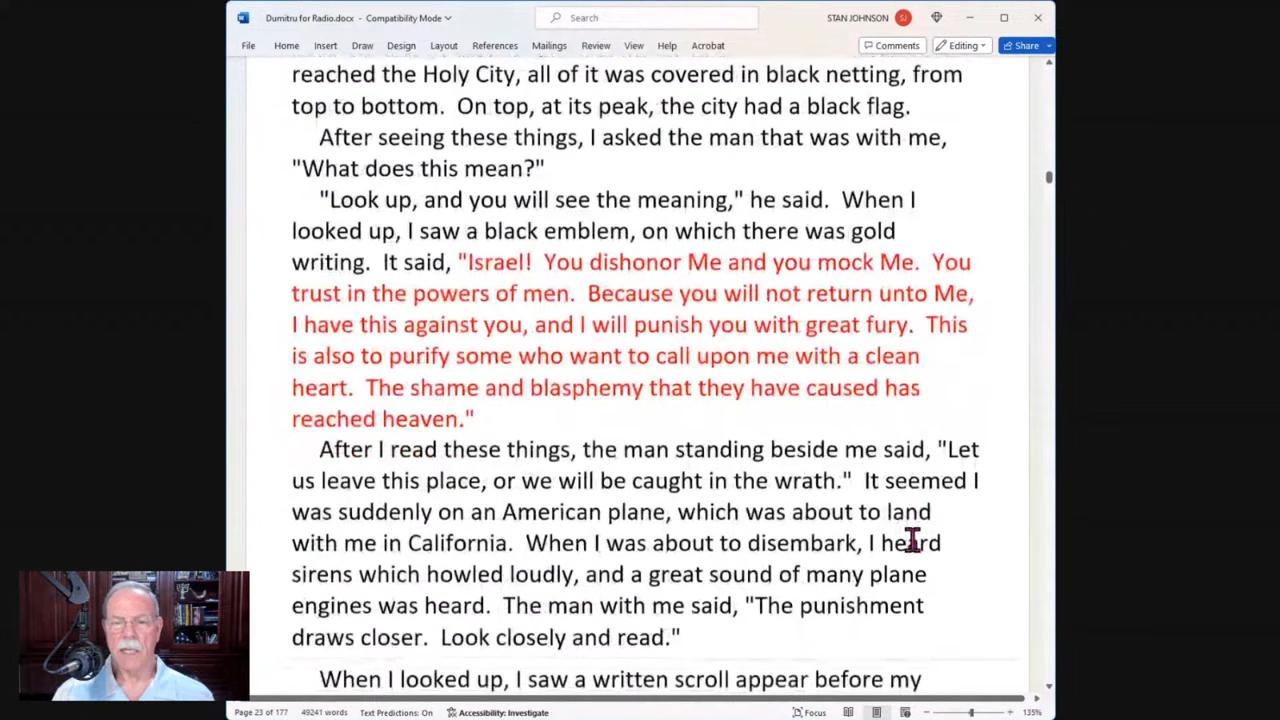 Dumitru for Radio.docx - Compatibility Mode
Search
STAN JOHNSON
SJ
File Home Insert Draw Design Layout References Mailings Review View Help Acrobat
Comments Editing Share
reached the Holy City, all of it was covered in black netting, from
top to bottom. On top, at its peak, the city had a black flag.
After seeing these things, I asked the man that was with me,
"What does this mean?"
"Look up, and you will see the meaning," he said. When I
looked up, I saw a black emblem, on which there was gold
writing. It said, "Israel! You dishonor Me and you mock Me. You
trust in the powers of men. Because you will not return unto Me,
I have this against you, and I will punish you with great fury. This
is also to purify some who want to call upon me with a clean
heart. The shame and blasphemy that they have caused has
reached heaven."
After I read these things, the man standing beside me said, "Let
us leave this place, or we will be caught in the wrath." It seemed I
was suddenly on an American plane, which was about to land
with me in California. When I was about to disembark, I heard
sirens which howled loudly, and a great sound of many plane
engines was heard. The man with me said, "The punishment
draws closer. Look closely and read."
When I looked up, I saw a written scroll appear before my
Page 23 of 177 49241 words Text Predictions: On Accessibility: Investigate Focus 135%